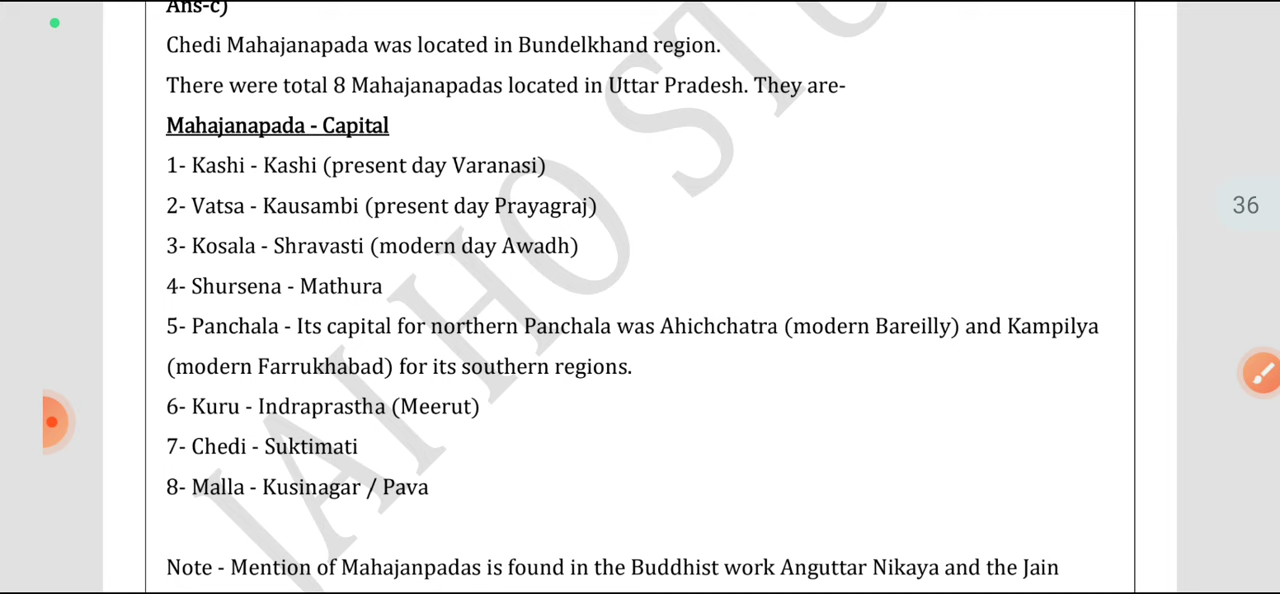 Ans-c)
Chedi Mahajanapada was located in Bundelkhand region.
There were total 8 Mahajanapadas located in Uttar Pradesh. They are-
Mahajanapada - Capital
1- Kashi - Kashi (present day Varanasi)
2- Vatsa - Kausambi (present day Prayagraj)
36
3- Kosala - Shravasti (modern day Awadh)
4- Shursena - Mathura
5- Panchala - Its capital for northern Panchala was Ahichchatra (modern Bareilly) and Kampilya
(modern Farrukhabad) for its southern regions.
6- Kuru - Indraprastha (Meerut)
7- Chedi - Suktimati
8- Malla - Kusinagar / Pava
Note - Mention of Mahajanpadas is found in the Buddhist work Anguttar Nikaya and the Jain
JAI HO ST